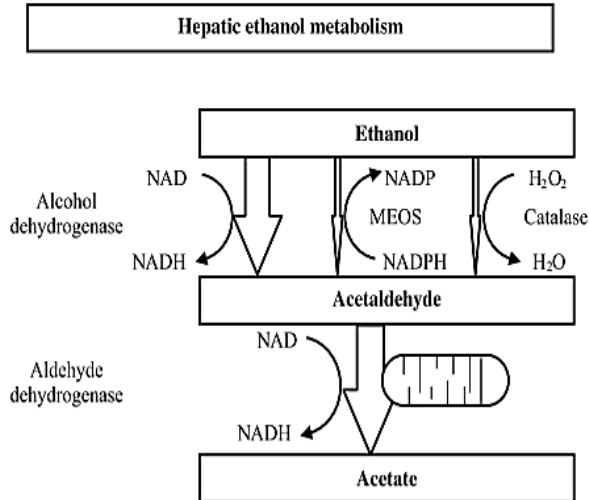 Hepatic ethanol metabolism
Ethanol
NAD
NADP
H₂O₂
Alcohol
dehydrogenase
MEOS
Catalase
NADH
NADPH
H₂O
Acetaldehyde
NAD
Aldehyde
dehydrogenase
NADH
Acetate